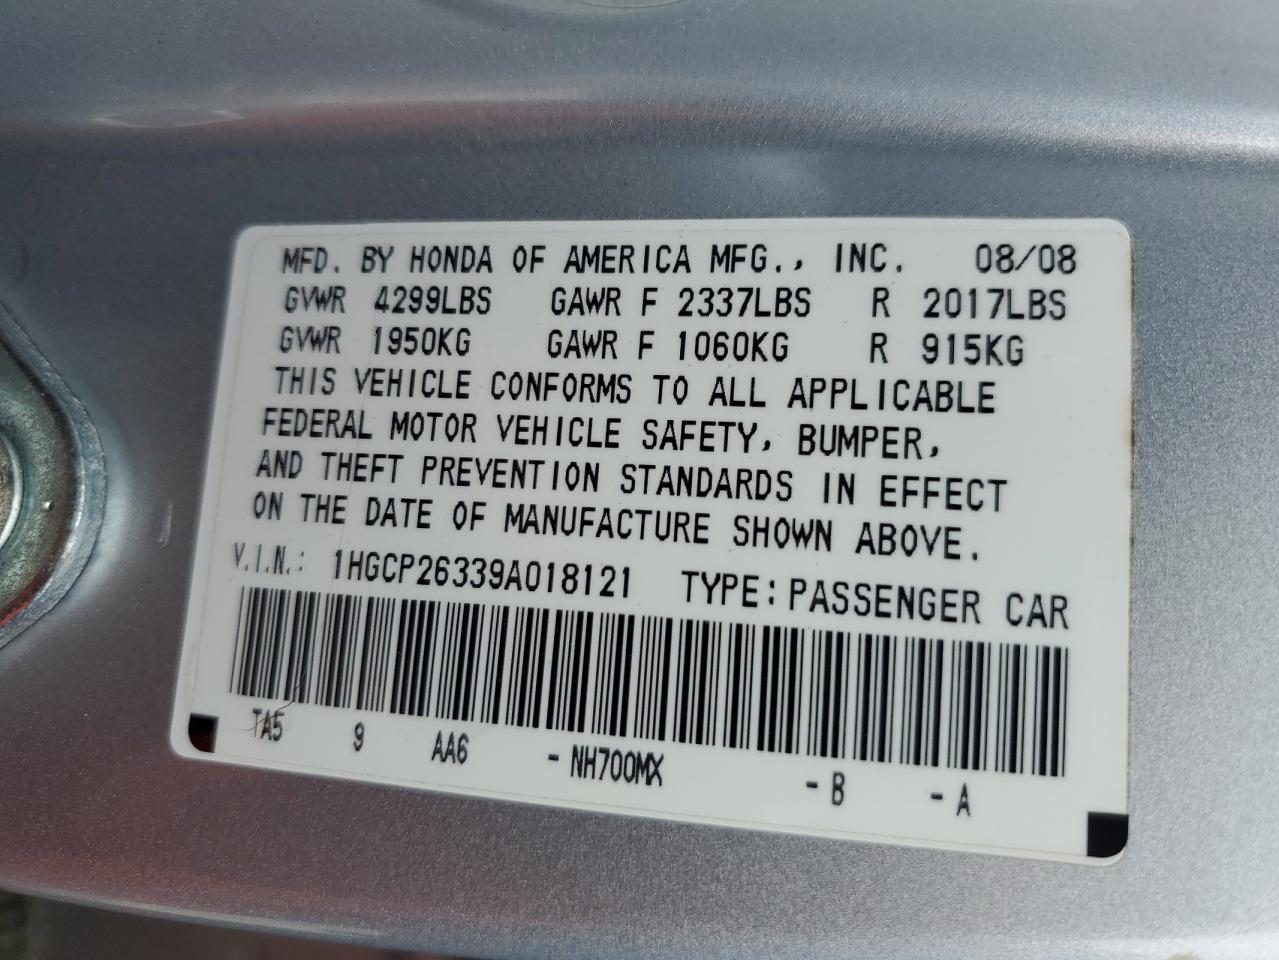 MFD. BY HONDA OF AMERICA MFG., INC. 08/08
GVWR 4299LBS GAWR F 2337LBS R 2017LBS
GVWR 1950KG GAWR F 1060KG R 915KG
THIS VEHICLE CONFORMS TO ALL APPLICABLE
FEDERAL MOTOR VEHICLE SAFETY, BUMPER,
AND THEFT PREVENTION STANDARDS IN EFFECT
ON THE DATE OF MANUFACTURE SHOWN ABOVE.
V.I.N.: 1HGCP26339A018121 TYPE: PASSENGER CAR
TA5 9 AA6 - NH700MX - B - A